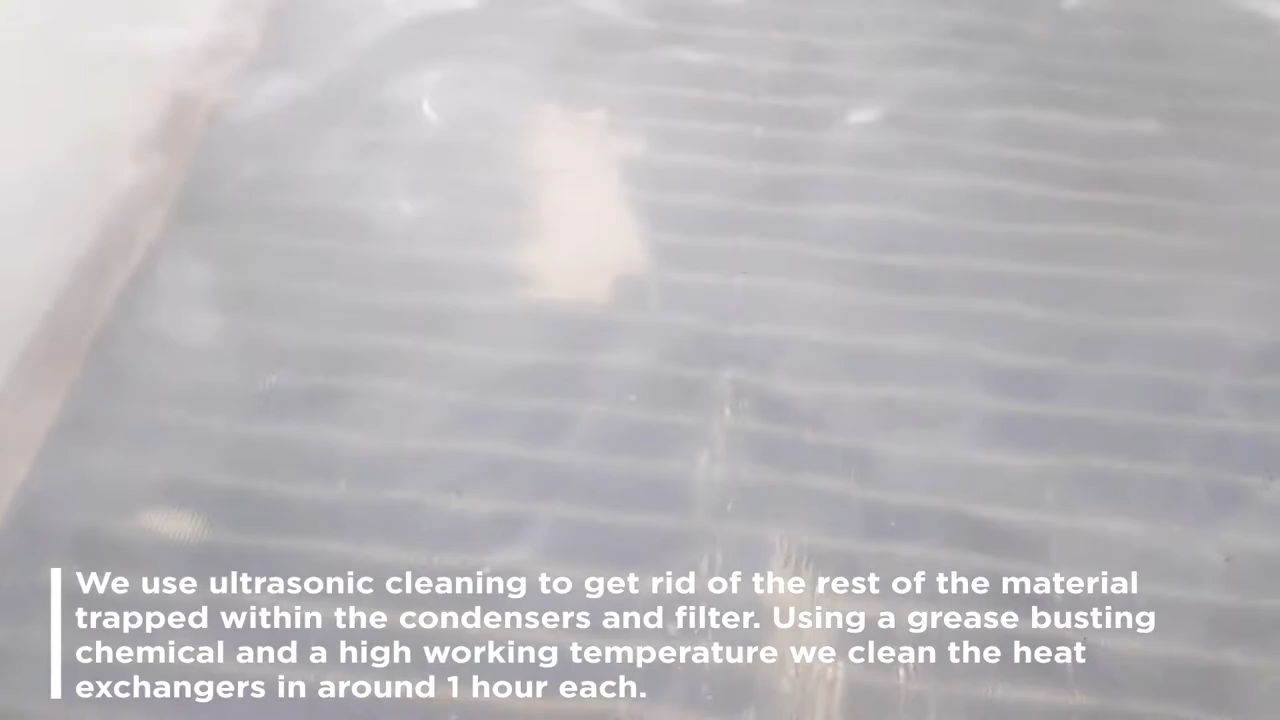 We use ultrasonic cleaning to get rid of the rest of the material
trapped within the condensers and filter. Using a grease busting
chemical and a high working temperature we clean the heat
exchangers in around 1 hour each.